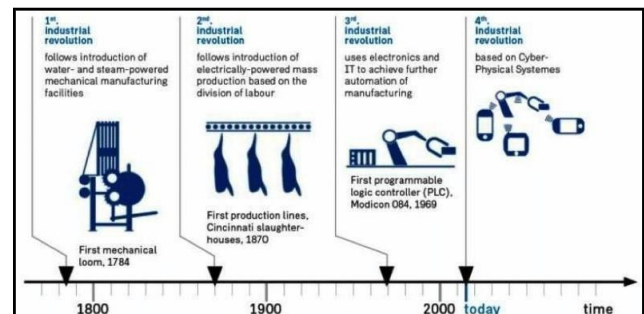 1st.
industrial
revolution
follows introduction of
water- and steam-powered
mechanical manufacturing
facilities
First mechanical
loom, 1784
2nd.
industrial
revolution
follows introduction of
electrically-powered mass
production based on the
division of labour
First production lines,
Cincinnati slaughter-
houses, 1870
3rd.
industrial
revolution
uses electronics and
IT to achieve further
automation of
manufacturing
First programmable
logic controller (PLC),
Modicon 084, 1969
4th.
industrial
revolution
based on Cyber-
Physical Systemes
1800 1900 2000 today time